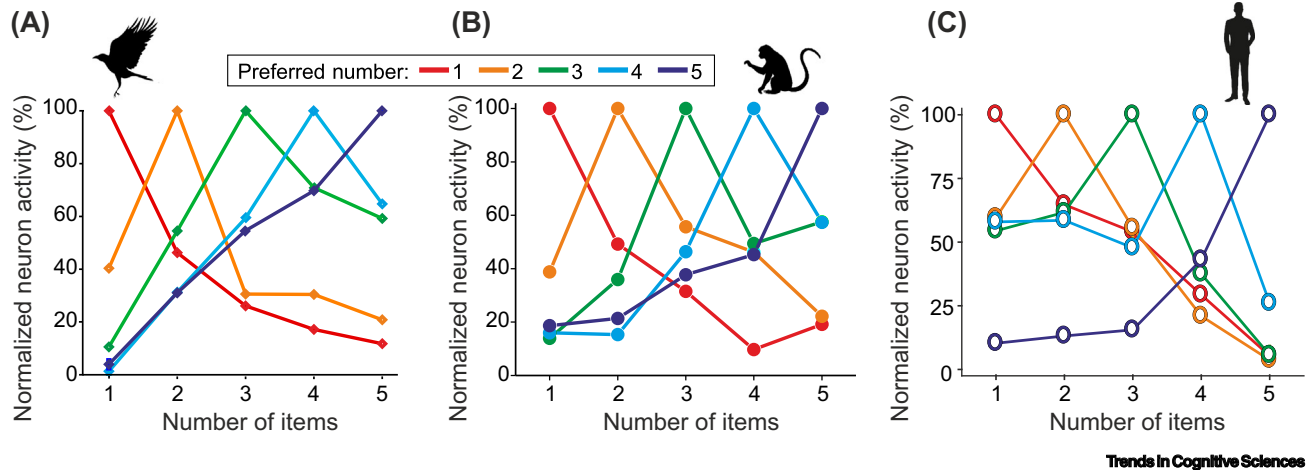 (A)
(B)
(C)
Preferred number: 1 2 3 4 5
Normalized neuron activity (%)
100
80
60
40
20
0
1 2 3 4 5
Number of items
Normalized neuron activity (%)
100
80
60
40
20
0
1 2 3 4 5
Number of items
Normalized neuron activity (%)
100
75
50
25
0
1 2 3 4 5
Number of items
Trends in Cognitive Sciences